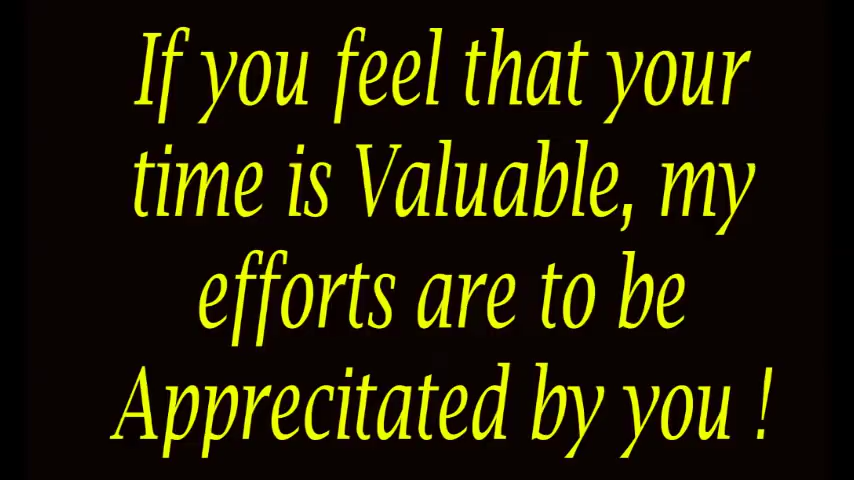 If you feel that your
time is Valuable, my
efforts are to be
Apprecitated by you !